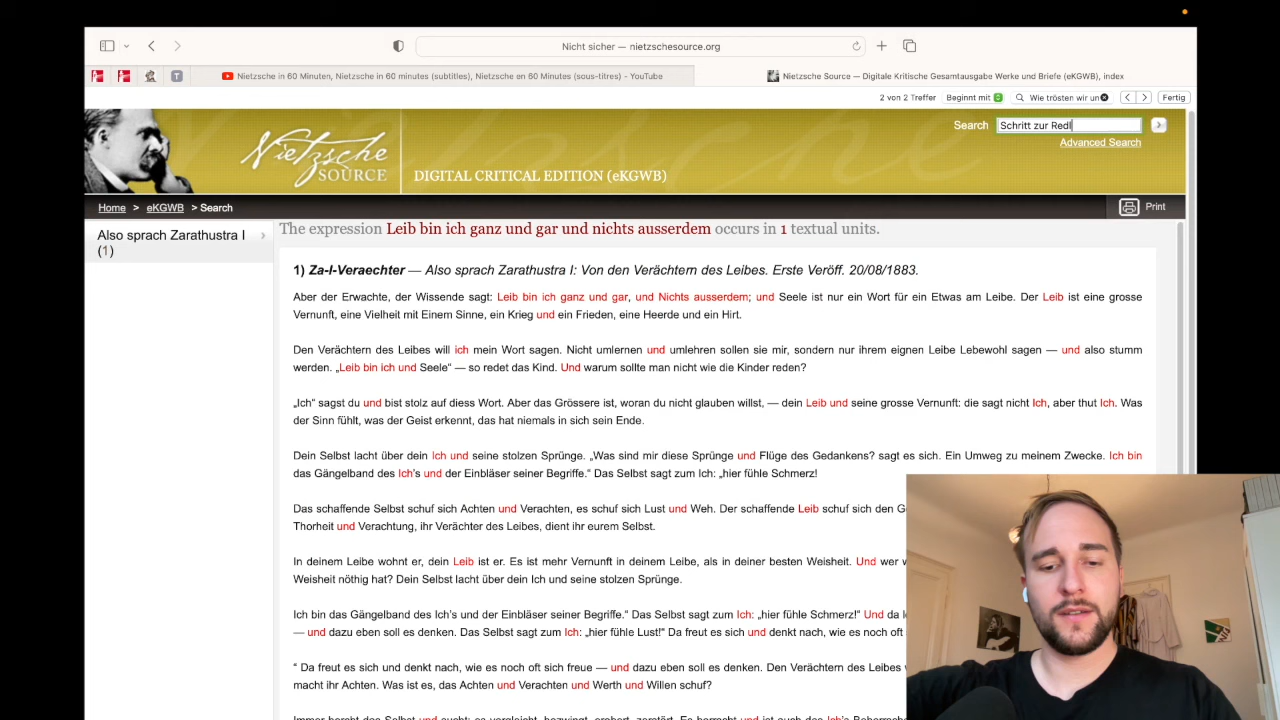 Nicht sicher — nietzschesource.org
T
Nietzsche in 60 Minuten, Nietzsche in 60 minutes (subtitles), Nietzsche en 60 Minutes (sous-titres) - YouTube
Nietzsche Source — Digitale Kritische Gesamtausgabe Werke und Briefe (eKGWB), index
2 von 2 Treffer Beginnt mit Wie trösten wir un Fertig
Search Schritt zur Redl
Advanced Search
Nietzsche
SOURCE
DIGITAL CRITICAL EDITION (eKGWB)
Home > eKGWB > Search
Print
Also sprach Zarathustra I
(1)
The expression Leib bin ich ganz und gar und nichts ausserdem occurs in 1 textual units.
1) Za-I-Veraechter — Also sprach Zarathustra I: Von den Verächtern des Leibes. Erste Veröff. 20/08/1883.
Aber der Erwachte, der Wissende sagt: Leib bin ich ganz und gar, und Nichts ausserdem; und Seele ist nur ein Wort für ein Etwas am Leibe. Der Leib ist eine grosse
Vernunft, eine Vielheit mit Einem Sinne, ein Krieg und ein Frieden, eine Heerde und ein Hirt.
Den Verächtern des Leibes will ich mein Wort sagen. Nicht umlernen und umlehren sollen sie mir, sondern nur ihrem eignen Leibe Lebewohl sagen — und also stumm
werden. „Leib bin ich und Seele“ — so redet das Kind. Und warum sollte man nicht wie die Kinder reden?
„Ich“ sagst du und bist stolz auf diess Wort. Aber das Grössere ist, woran du nicht glauben willst, — dein Leib und seine grosse Vernunft: die sagt nicht Ich, aber thut Ich. Was
der Sinn fühlt, was der Geist erkennt, das hat niemals in sich sein Ende.
Dein Selbst lacht über dein Ich und seine stolzen Sprünge. „Was sind mir diese Sprünge und Flüge des Gedankens? sagt es sich. Ein Umweg zu meinem Zwecke. Ich bin
das Gängelband des Ich's und der Einbläser seiner Begriffe.“ Das Selbst sagt zum Ich: „hier fühle Schmerz!
Das schaffende Selbst schuf sich Achten und Verachten, es schuf sich Lust und Weh. Der schaffende Leib schuf sich den G
Thorheit und Verachtung, ihr Verächter des Leibes, dient ihr eurem Selbst.
In deinem Leibe wohnt er, dein Leib ist er. Es ist mehr Vernunft in deinem Leibe, als in deiner besten Weisheit. Und wer w
Weisheit nöthig hat? Dein Selbst lacht über dein Ich und seine stolzen Sprünge.
Ich bin das Gängelband des Ich's und der Einbläser seiner Begriffe.“ Das Selbst sagt zum Ich: „hier fühle Schmerz!“ Und da l
— und dazu eben soll es denken. Das Selbst sagt zum Ich: „hier fühle Lust!“ Da freut es sich und denkt nach, wie es noch oft
“ Da freut es sich und denkt nach, wie es noch oft sich freue — und dazu eben soll es denken. Den Verächtern des Leibes w
macht ihr Achten. Was ist es, das Achten und Verachten und Werth und Willen schuf?